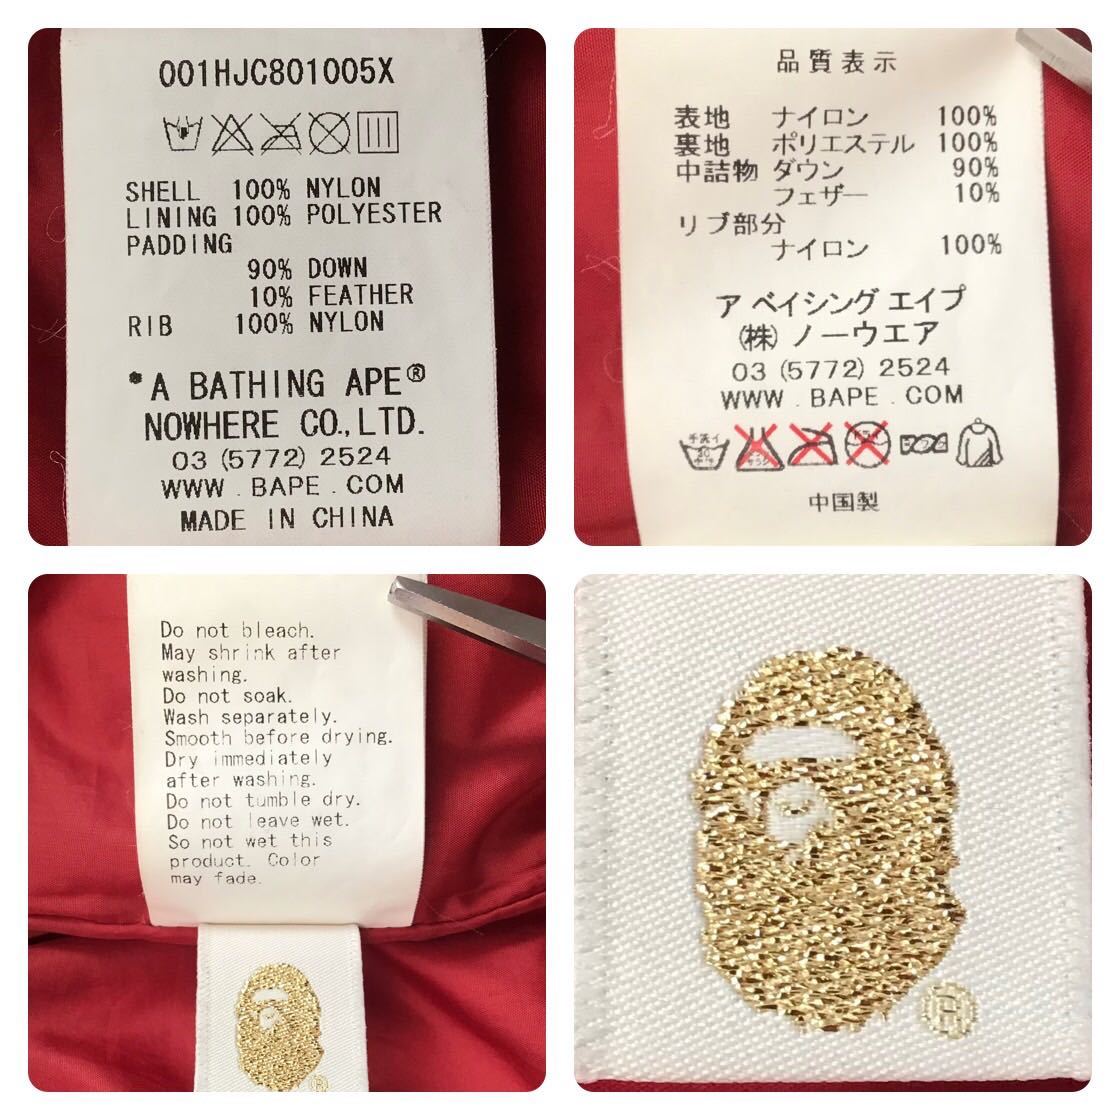 001HJC801005X
SHELL 100% NYLON
LINING 100% POLYESTER
PADDING
90% DOWN
10% FEATHER
RIB 100% NYLON
*A BATHING APE®
NOWHERE CO.,LTD.
03 (5772) 2524
WWW.BAPE.COM
MADE IN CHINA
品質表示
表地 ナイロン 100%
裏地 ポリエステル 100%
中詰物 ダウン 90%
フェザー 10%
リブ部分
ナイロン 100%
ア ベイシング エイプ
(株) ノーウエア
03 (5772) 2524
WWW.BAPE.COM
手洗イ
30
中国製
Do not bleach.
May shrink after
washing.
Do not soak.
Wash separately.
Smooth before drying.
Dry immediately
after washing.
Do not tumble dry.
Do not leave wet.
So not wet this
product. Color
may fade.
®
®